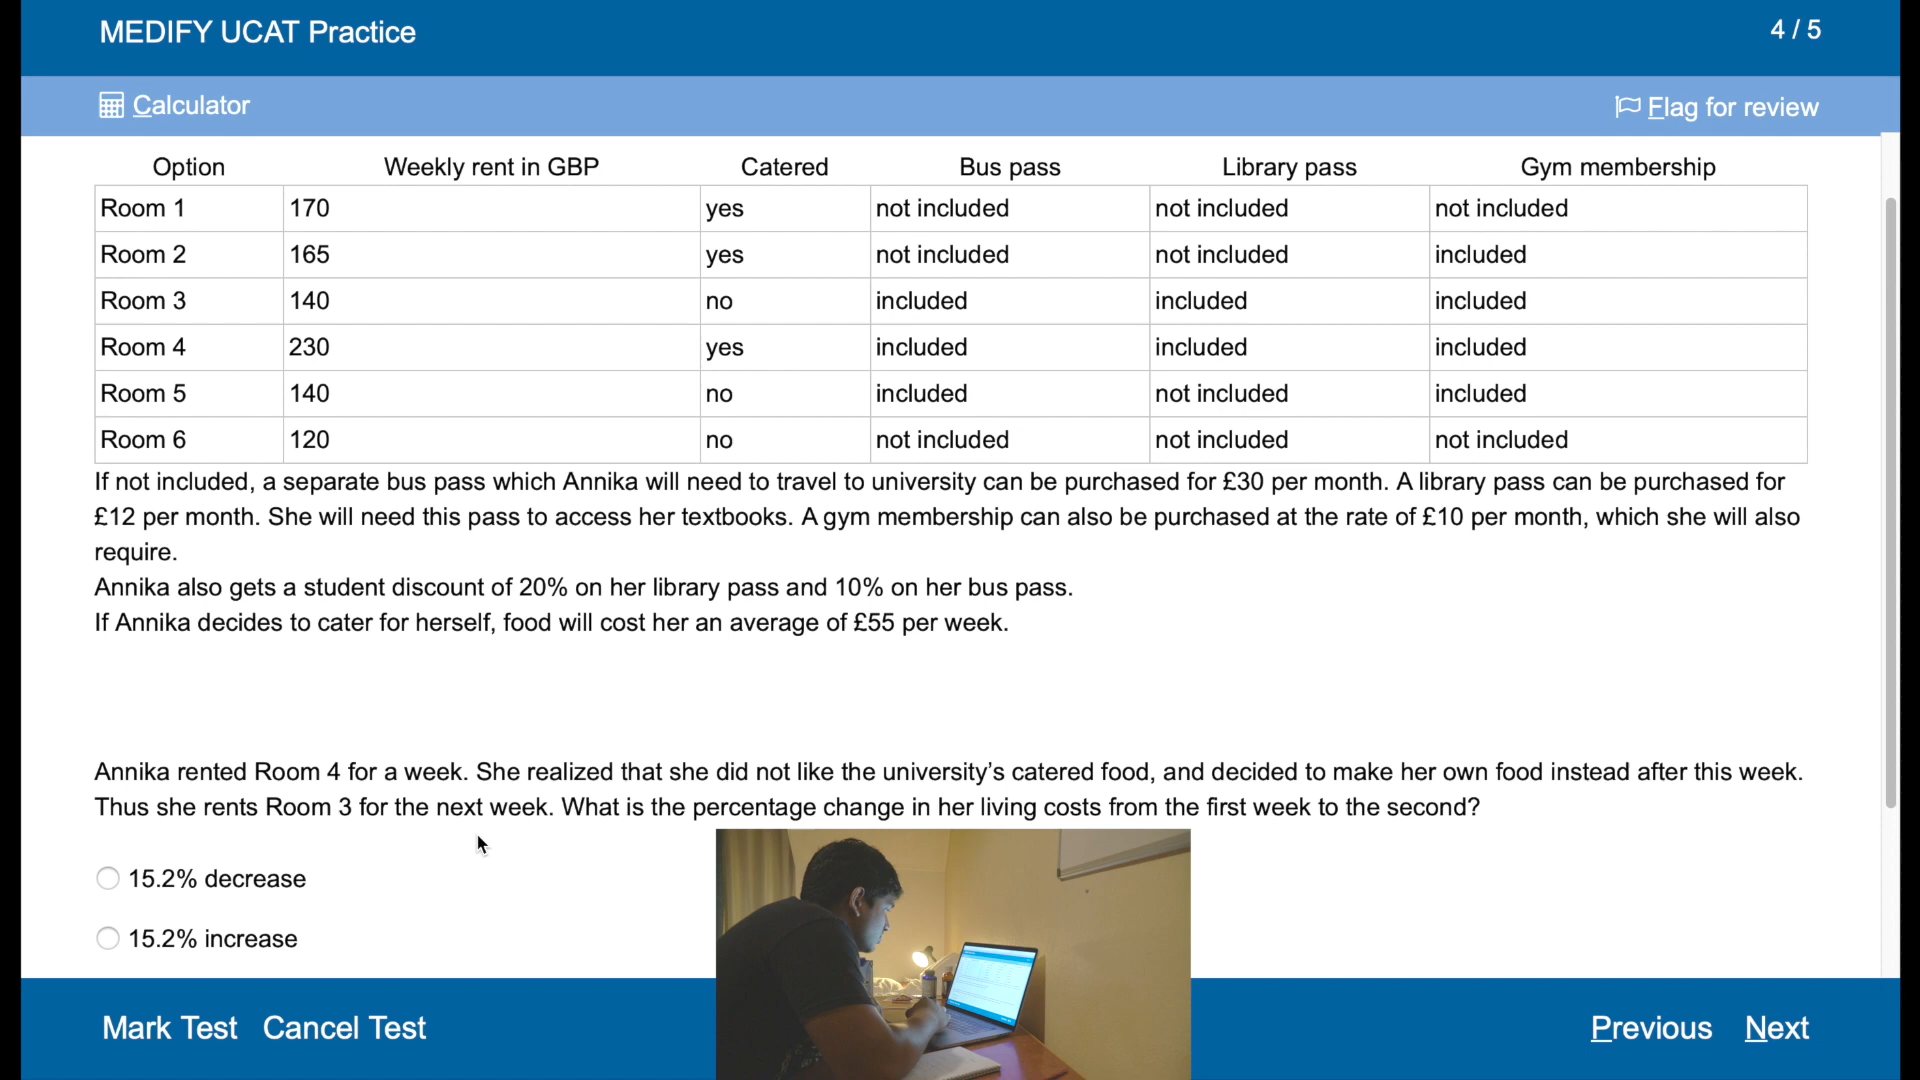 MEDIFY UCAT Practice
4 / 5
Calculator
Flag for review
Option Weekly rent in GBP Catered Bus pass Library pass Gym membership
Room 1 170 yes not included not included not included
Room 2 165 yes not included not included included
Room 3 140 no included included included
Room 4 230 yes included included included
Room 5 140 no included not included included
Room 6 120 no not included not included not included
If not included, a separate bus pass which Annika will need to travel to university can be purchased for £30 per month. A library pass can be purchased for
£12 per month. She will need this pass to access her textbooks. A gym membership can also be purchased at the rate of £10 per month, which she will also
require.
Annika also gets a student discount of 20% on her library pass and 10% on her bus pass.
If Annika decides to cater for herself, food will cost her an average of £55 per week.
Annika rented Room 4 for a week. She realized that she did not like the university’s catered food, and decided to make her own food instead after this week.
Thus she rents Room 3 for the next week. What is the percentage change in her living costs from the first week to the second?
15.2% decrease
15.2% increase
Mark Test Cancel Test
Previous Next